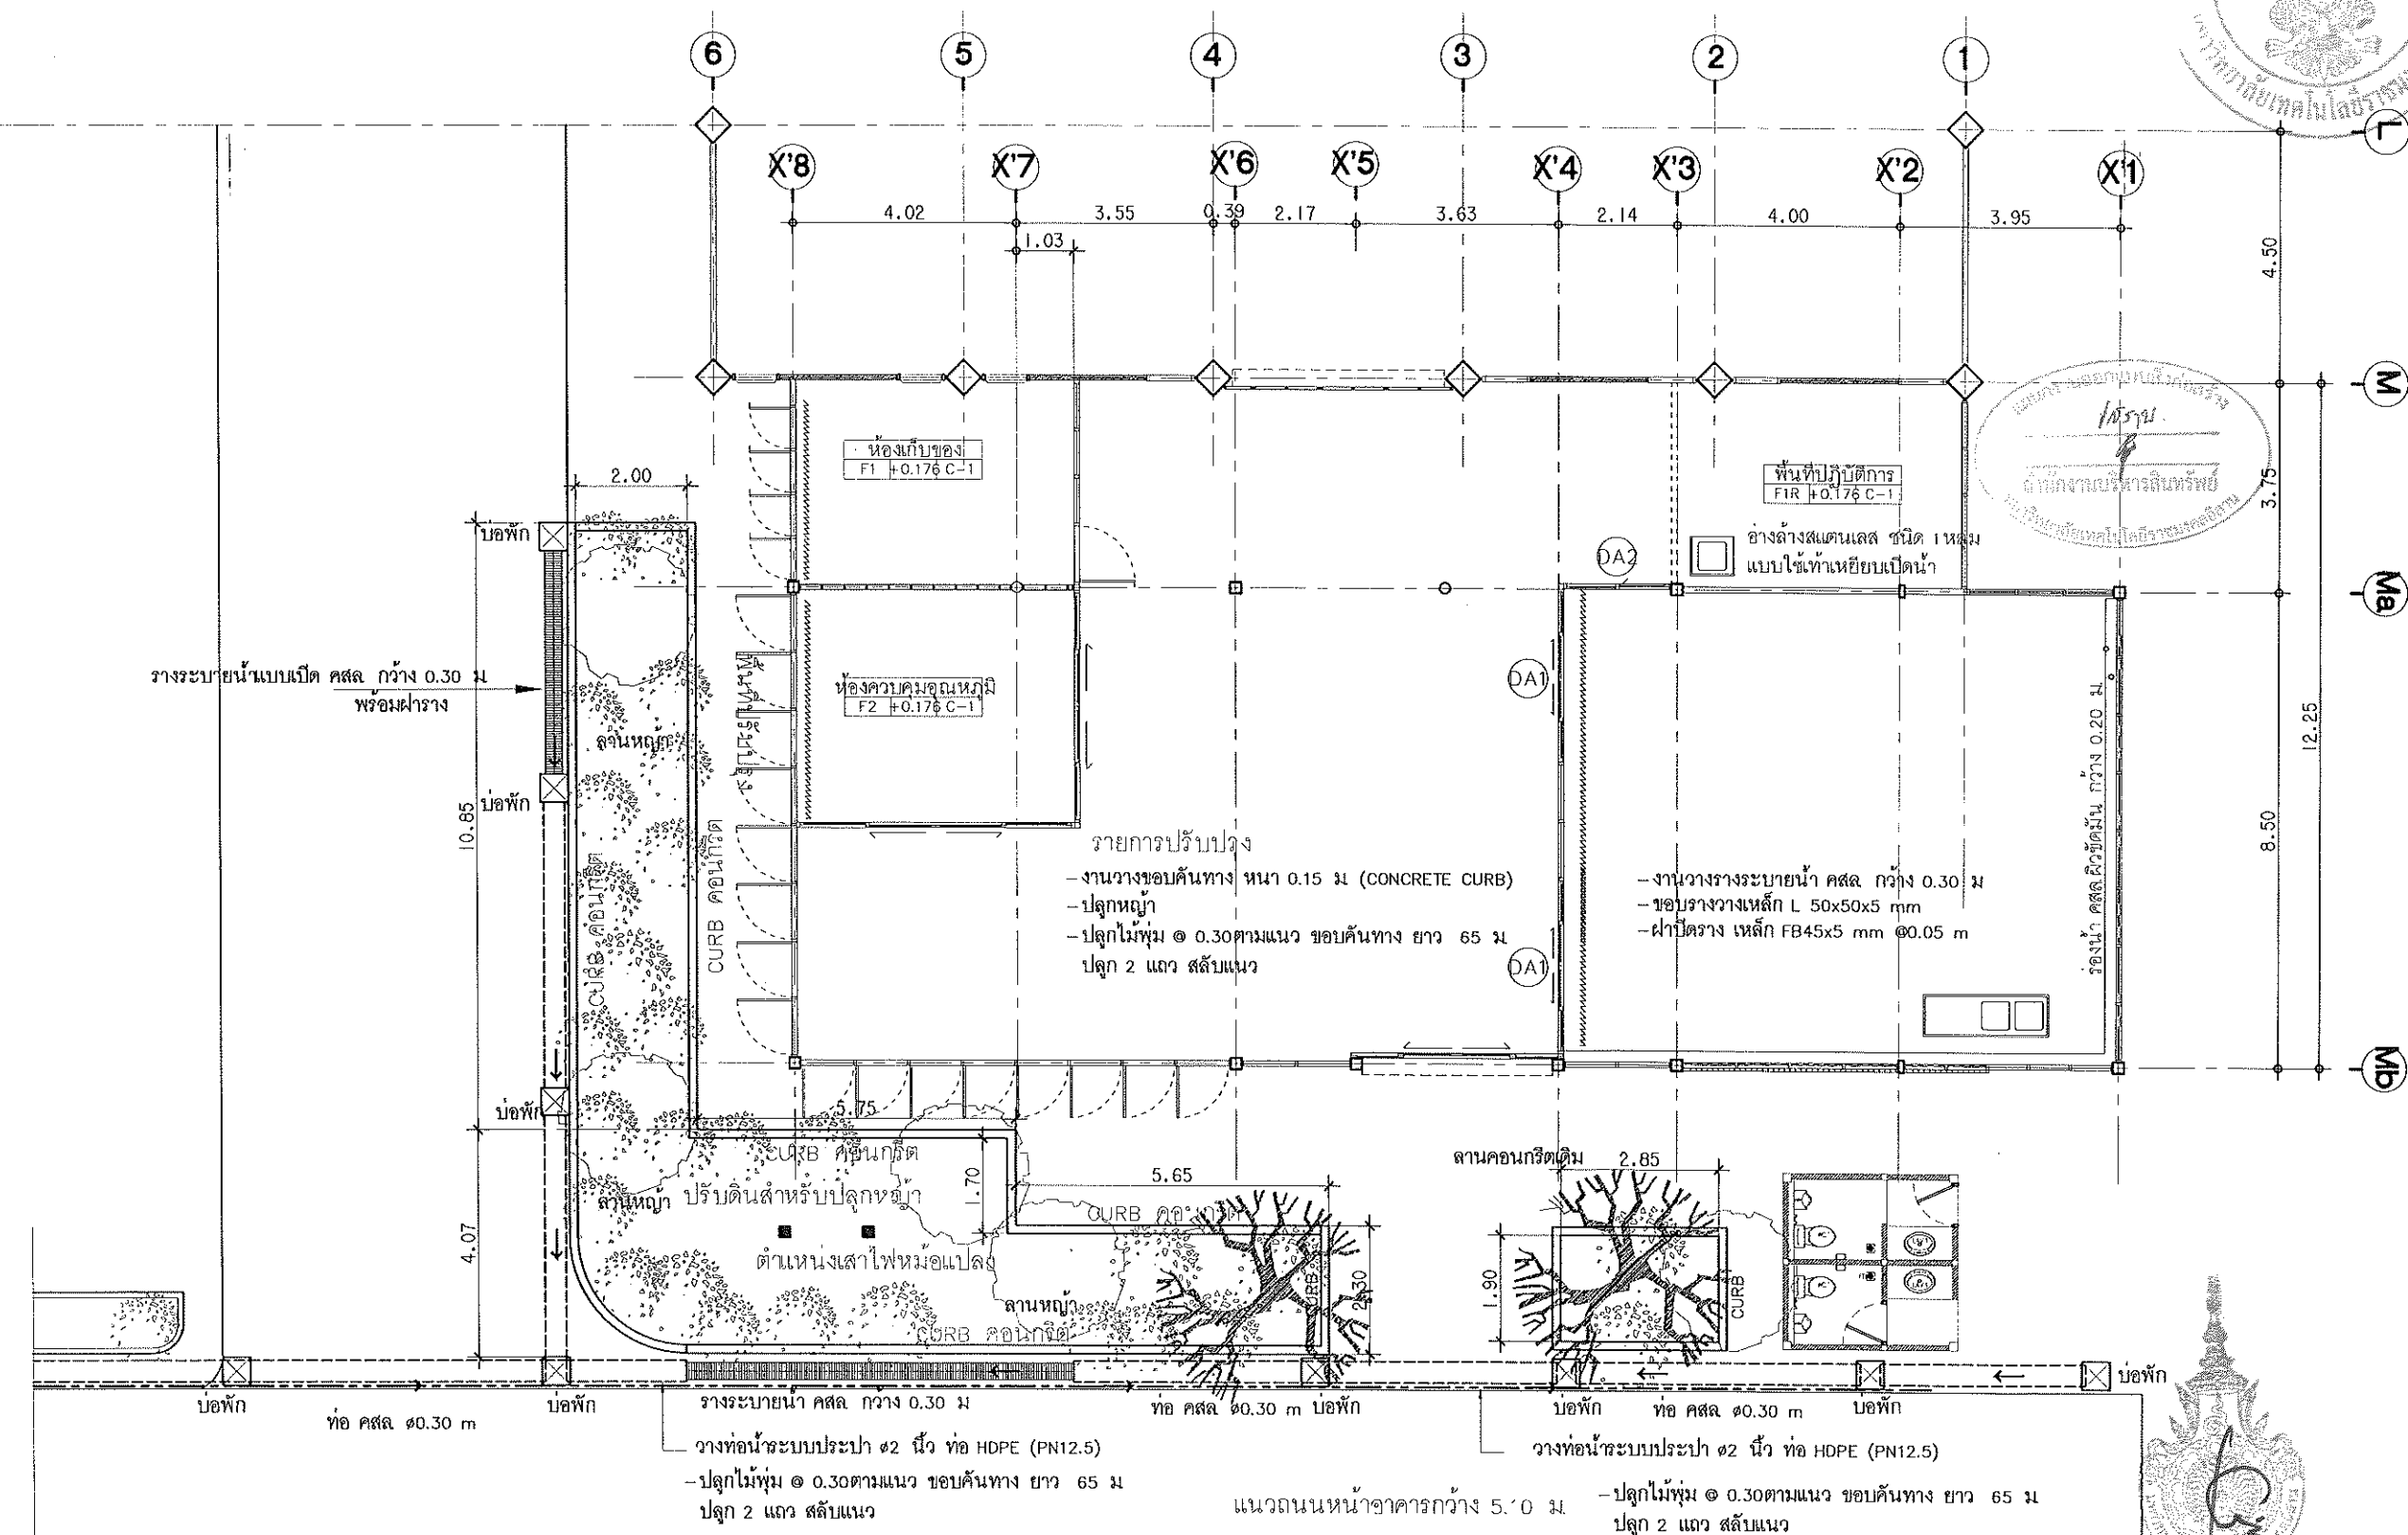 6 5 4 3 2 1
L
X'8 X'7 X'6 X'5 X'4 X'3 X'2 X'1
4.02 3.55 0.39 2.17 3.63 2.14 4.00 3.95
1.03
4.50
M
ห้องเก็บของ
F1 +0.176 C-1
พื้นที่ปฏิบัติการ
F1R +0.176 C-1
สำนักงานบริหารสินทรัพย์
3.75
2.00
บ่อพัก
อ่างล้างสแตนเลส ชนิด 1 หลุม
แบบใช้เท้าเหยียบเปิดน้ำ
DA2
Ma
รางระบายน้ำแบบเปิด คสล กว้าง 0.30 ม
พร้อมฝาราง
ห้องควบคุมอุณหภูมิ
F2 +0.176 C-1
พื้นที่ปรับปรุง
DA1
12.25
ลานหญ้า
บ่อพัก
10.85
CURB คอนกรีต
CURB คอนกรีต
8.50
ร่องน้ำ คสล.ผิวขัดมัน กว้าง 0.20 ม.
รายการปรับปรุง
-งานวางขอบคันทาง หนา 0.15 ม (CONCRETE CURB)
-ปลูกหญ้า
-ปลูกไม้พุ่ม @ 0.30ตามแนว ขอบคันทาง ยาว 65 ม
ปลูก 2 แถว สลับแนว
-งานวางรางระบายน้ำ คสล กว้าง 0.30 ม
-ขอบรางวางเหล็ก L 50x50x5 mm
-ฝาปิดราง เหล็ก FB45x5 mm @0.05 m
DA1
Mb
บ่อพัก
5.75
CURB คอนกรีต
1.70
ลานคอนกรีตเดิม 2.85
5.65
ลานหญ้า
ปรับดินสำหรับปลูกหญ้า
CURB คอนกรีต
4.07
ตำแหน่งเสาไฟหม้อแปลง
2.30
CURB
1.90
CURB
ลานหญ้า
CURB คอนกรีต
บ่อพัก
บ่อพัก
ท่อ คสล ø0.30 m
บ่อพัก
รางระบายน้ำ คสล กว้าง 0.30 ม
ท่อ คสล ø0.30 m
บ่อพัก
บ่อพัก
ท่อ คสล ø0.30 m
บ่อพัก
วางท่อน้ำระบบประปา ø2 นิ้ว ท่อ HDPE (PN12.5)
-ปลูกไม้พุ่ม @ 0.30ตามแนว ขอบคันทาง ยาว 65 ม
ปลูก 2 แถว สลับแนว
วางท่อน้ำระบบประปา ø2 นิ้ว ท่อ HDPE (PN12.5)
แนวถนนหน้าอาคารกว้าง
-ปลูกไม้พุ่ม @ 0.30ตามแนว ขอบคันทาง ยาว 65 ม
ปลูก 2 แถว สลับแนว